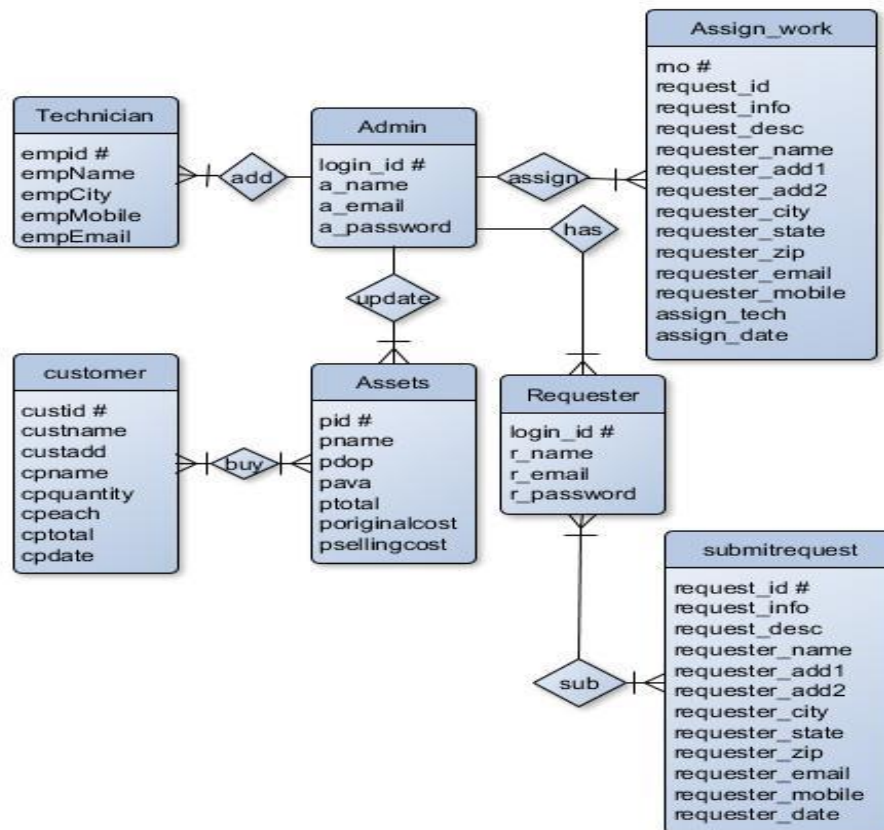 Technician
empid #
empName
empCity
empMobile
empEmail
add
Admin
login_id #
a_name
a_email
a_password
assign
Assign_work
rno #
request_id
request_info
request_desc
requester_name
requester_add1
requester_add2
requester_city
requester_state
requester_zip
requester_email
requester_mobile
assign_tech
assign_date
has
update
customer
custid #
custname
custadd
cpname
cpquantity
cpeach
cptotal
cpdate
buy
Assets
pid #
pname
pdop
pava
ptotal
poriginalcost
psellingcost
Requester
login_id #
r_name
r_email
r_password
sub
submitrequest
request_id #
request_info
request_desc
requester_name
requester_add1
requester_add2
requester_city
requester_state
requester_zip
requester_email
requester_mobile
requester_date